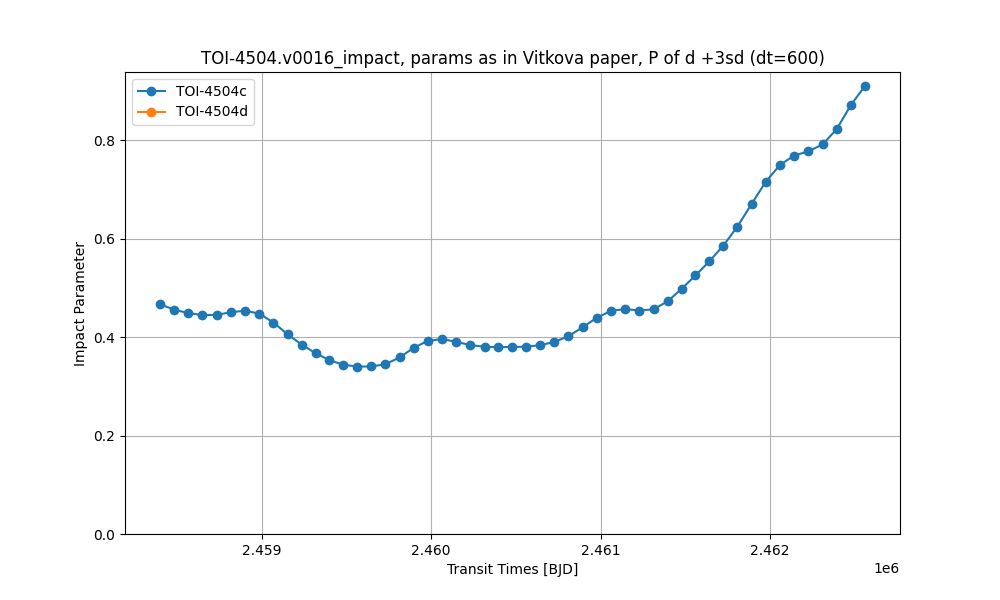 TOI-4504.v0016_impact, params as in Vitkova paper, P of d +3sd (dt=600)
TOI-4504c
TOI-4504d
Impact Parameter
0.8
0.6
0.4
0.2
0.0
2.459 2.460 2.461 2.462
1e6
Transit Times [BJD]